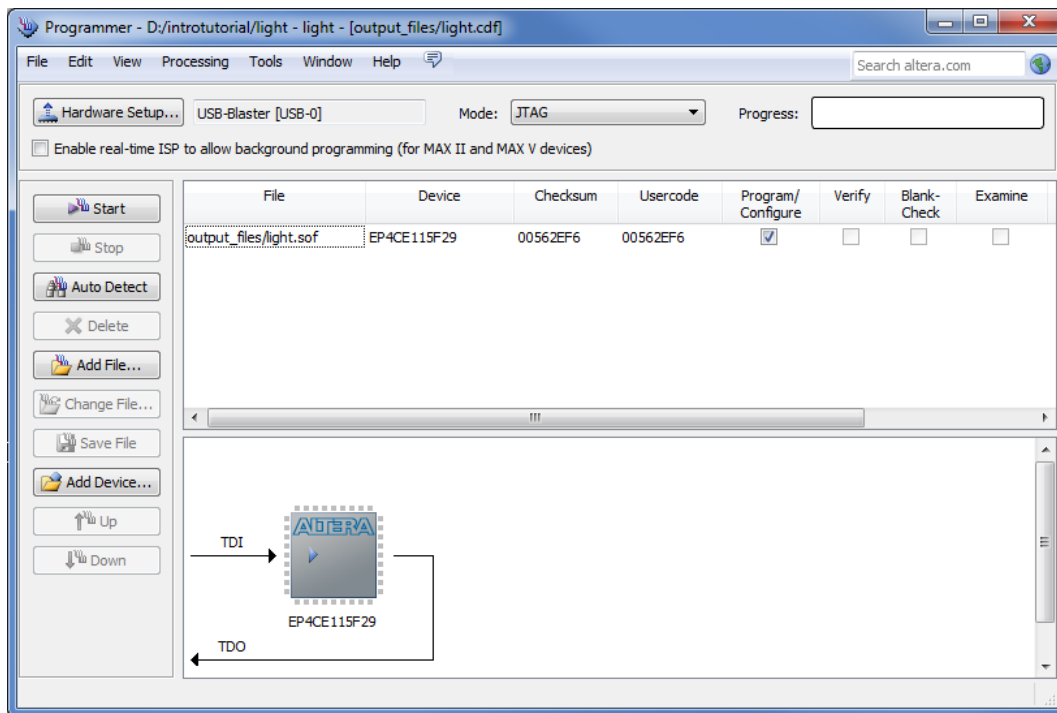 Programmer - D:/introtutorial/light - light - [output_files/light.cdf]
File Edit View Processing Tools Window Help
Search altera.com
Hardware Setup... USB-Blaster [USB-0] Mode: JTAG Progress:
Enable real-time ISP to allow background programming (for MAX II and MAX V devices)
Start
Stop
Auto Detect
Delete
Add File...
Change File...
Save File
Add Device...
Up
Down
File Device Checksum Usercode Program/ Verify Blank- Examine
Configure Check
output_files/light.sof EP4CE115F29 00562EF6 00562EF6
TDI
ALTERA
EP4CE115F29
TDO